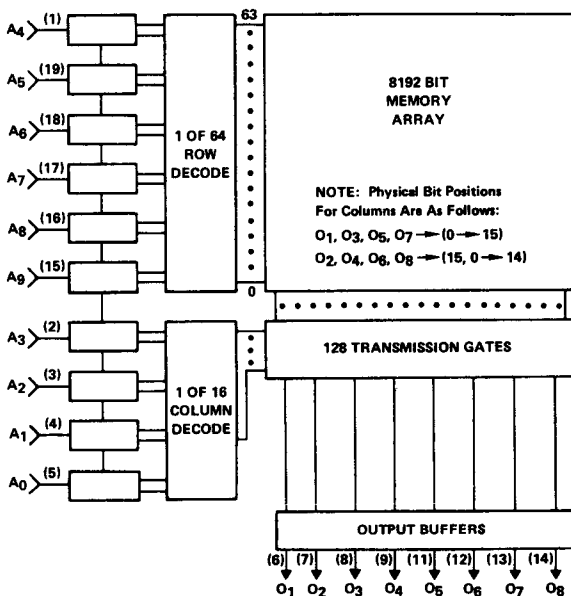 A4 (1)
A5 (19)
A6 (18)
A7 (17)
A8 (16)
A9 (15)
A3 (2)
A2 (3)
A1 (4)
A0 (5)
1 OF 64
ROW
DECODE
63
0
8192 BIT
MEMORY
ARRAY
NOTE: Physical Bit Positions
For Columns Are As Follows:
O1, O3, O5, O7 → (0 → 15)
O2, O4, O6, O8 → (15, 0 → 14)
1 OF 16
COLUMN
DECODE
128 TRANSMISSION GATES
OUTPUT BUFFERS
(6) (7) (8) (9) (11) (12) (13) (14)
O1 O2 O3 O4 O5 O6 O7 O8